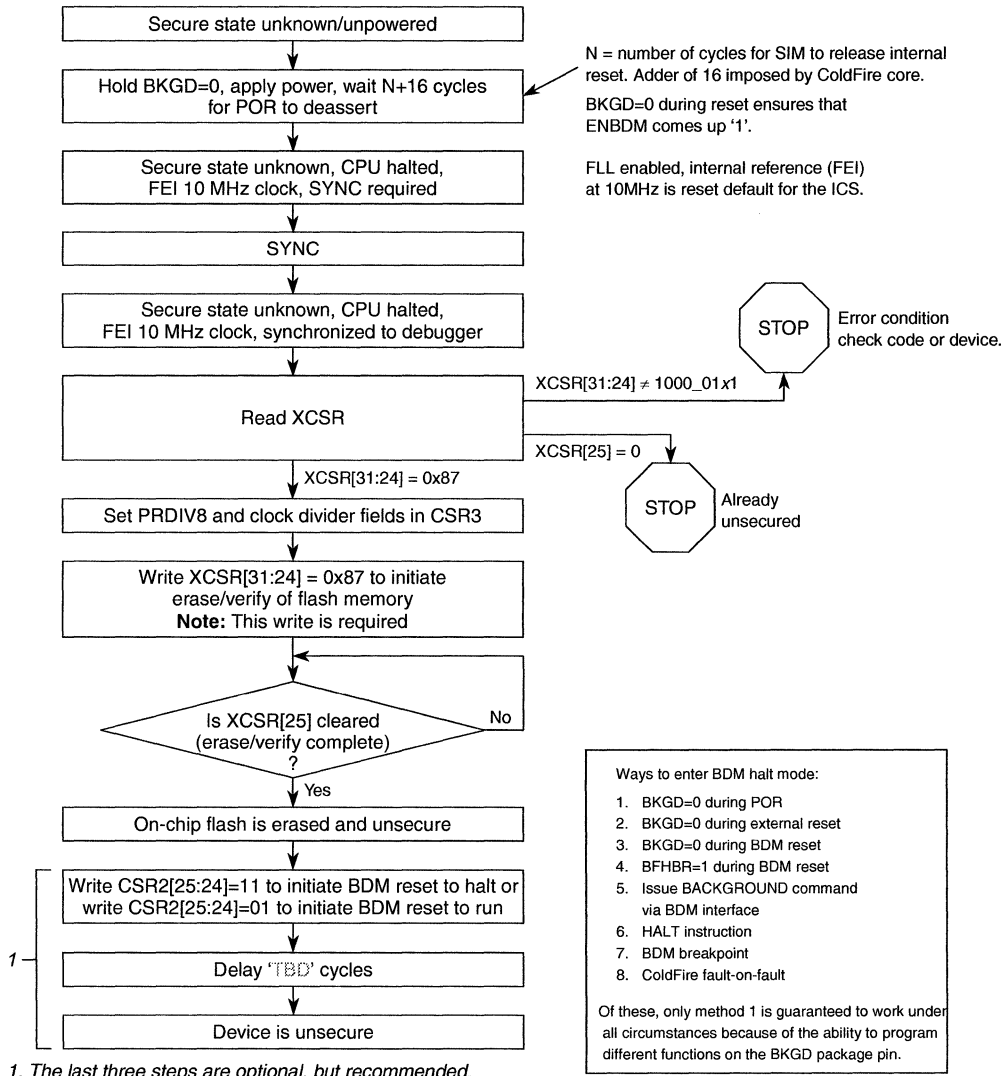 Secure state unknown/unpowered
Hold BKGD=0, apply power, wait N+16 cycles
for POR to deassert
N = number of cycles for SIM to release internal
reset. Adder of 16 imposed by ColdFire core.
BKGD=0 during reset ensures that
ENBDM comes up ‘1’.
FLL enabled, internal reference (FEI)
at 10MHz is reset default for the ICS.
Secure state unknown, CPU halted,
FEI 10 MHz clock, SYNC required
SYNC
Secure state unknown, CPU halted,
FEI 10 MHz clock, synchronized to debugger
STOP
Error condition
check code or device.
Read XCSR
XCSR[31:24] ≠ 1000_01x1
XCSR[25] = 0
STOP
Already
unsecured
XCSR[31:24] = 0x87
Set PRDIV8 and clock divider fields in CSR3
Write XCSR[31:24] = 0x87 to initiate
erase/verify of flash memory
Note: This write is required
Is XCSR[25] cleared
(erase/verify complete)
?
No
Yes
On-chip flash is erased and unsecure
Write CSR2[25:24]=11 to initiate BDM reset to halt or
write CSR2[25:24]=01 to initiate BDM reset to run
1
Delay ‘TBD’ cycles
Device is unsecure
1. The last three steps are optional, but recommended
Ways to enter BDM halt mode:
1. BKGD=0 during POR
2. BKGD=0 during external reset
3. BKGD=0 during BDM reset
4. BFHBR=1 during BDM reset
5. Issue BACKGROUND command
via BDM interface
6. HALT instruction
7. BDM breakpoint
8. ColdFire fault-on-fault
Of these, only method 1 is guaranteed to work under
all circumstances because of the ability to program
different functions on the BKGD package pin.